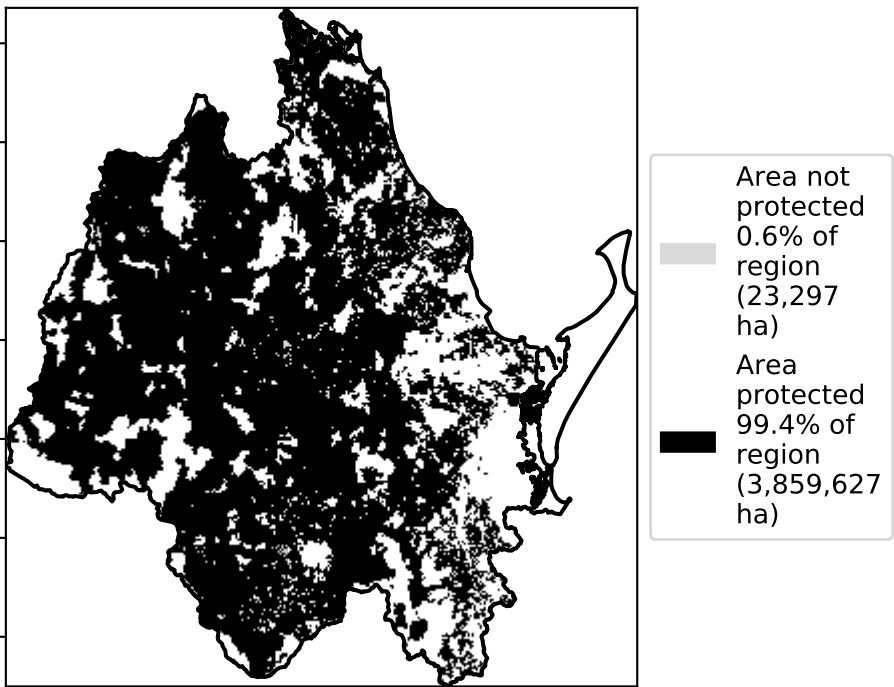 Area not
protected
0.6% of
region
(23,297
ha)
Area
protected
99.4% of
region
(3,859,627
ha)